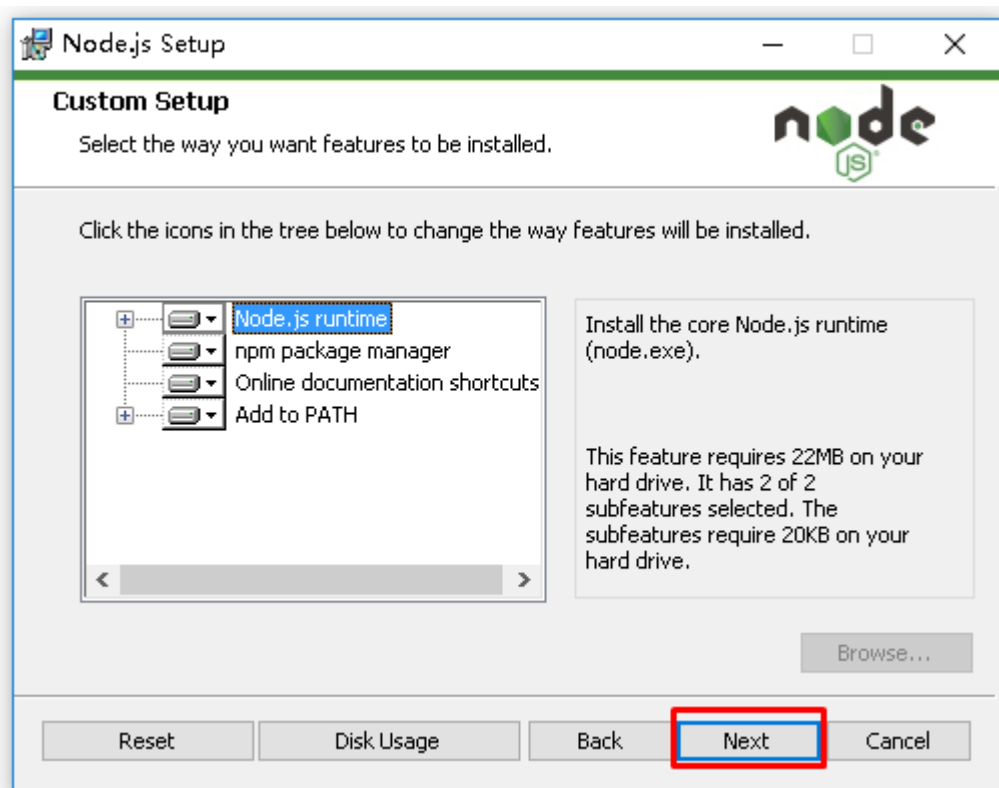 Node.js Setup
Custom Setup
Select the way you want features to be installed.
node
JS
Click the icons in the tree below to change the way features will be installed.
Node.js runtime
npm package manager
Online documentation shortcuts
Add to PATH
Install the core Node.js runtime
(node.exe).
This feature requires 22MB on your
hard drive. It has 2 of 2
subfeatures selected. The
subfeatures require 20KB on your
hard drive.
Browse...
Reset
Disk Usage
Back
Next
Cancel